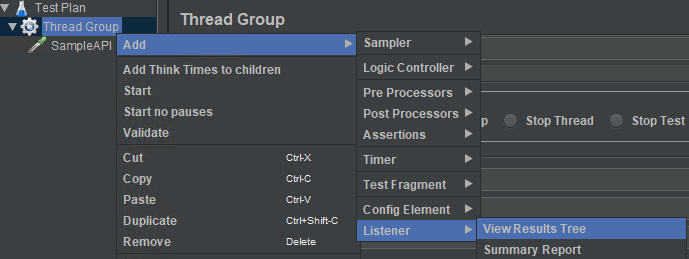 Test Plan
Thread Group
Thread Group
SampleAPI
Add
Add Think Times to children
Start
Start no pauses
Validate
Cut Ctrl-X
Copy Ctrl-C
Paste Ctrl-V
Duplicate Ctrl+Shift-C
Remove Delete
Sampler
Logic Controller
Pre Processors
Post Processors
Assertions
Timer
Test Fragment
Config Element
Listener
View Results Tree
Summary Report
Stop Thread
Stop Test